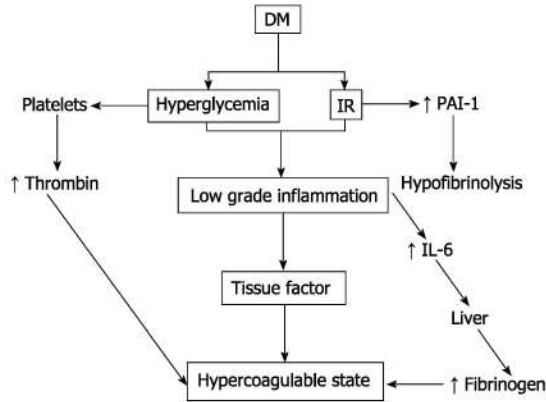 DM
Platelets
Hyperglycemia
IR
↑ PAI-1
↑ Thrombin
Low grade inflammation
Hypofibrinolysis
↑ IL-6
Tissue factor
Liver
Hypercoagulable state
↑ Fibrinogen